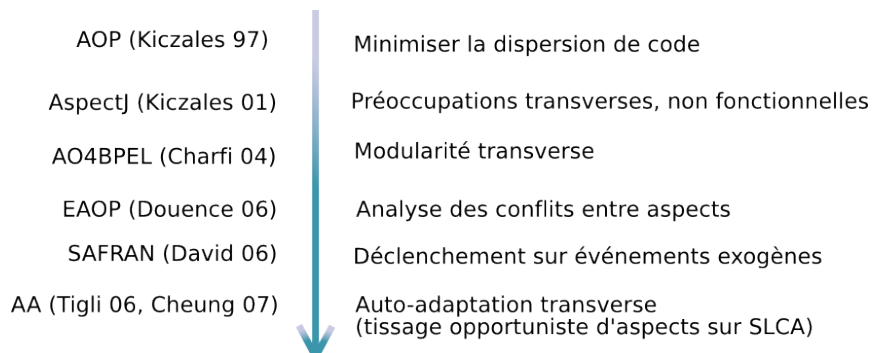 AOP (Kiczales 97)
Minimiser la dispersion de code
AspectJ (Kiczales 01)
Préoccupations transverses, non fonctionnelles
AO4BPEL (Charfi 04)
Modularité transverse
EAOP (Douence 06)
Analyse des conflits entre aspects
SAFRAN (David 06)
Déclenchement sur événements exogènes
AA (Tigli 06, Cheung 07)
Auto-adaptation transverse
(tissage opportuniste d'aspects sur SLCA)